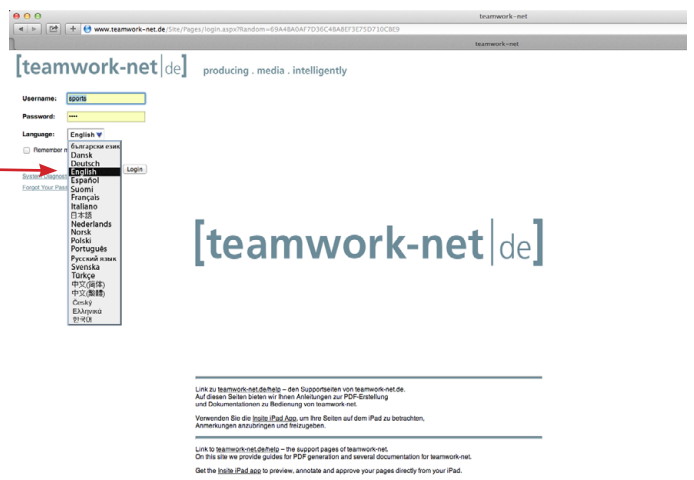 teamwork-net
www.teamwork-net.de/Site/Pages/login.aspx?Random=69A48A0AF7D36C48A8EF3E75D710C8E9
teamwork-net
[teamwork-net|de] producing . media . intelligently
Username: sports
Password: ••••
Language: English
български език
Dansk
Remember m
Deutsch
English
Login
System Diagnos
Español
Forgot Your Pas
Suomi
Français
Italiano
日本語
Nederlands
Norsk
Polski
Português
Русский язык
Svenska
Türkçe
中文(简体)
中文(繁體)
Český
Ελληνικά
한국어
[teamwork-net|de]
Link zu teamwork-net.de/help – den Supportseiten von teamwork-net.de.
Auf diesen Seiten bieten wir Ihnen Anleitungen zur PDF-Erstellung
und Dokumentationen zu Bedienung von teamwork-net.
Verwenden Sie die Insite iPad App, um Ihre Seiten auf dem iPad zu betrachten,
Anmerkungen anzubringen und freizugeben.
Link to teamwork-net.de/help – the support pages of teamwork-net.
On this site we provide guides for PDF generation and several documentation for teamwork-net.
Get the Insite iPad app to preview, annotate and approve your pages directly from your iPad.